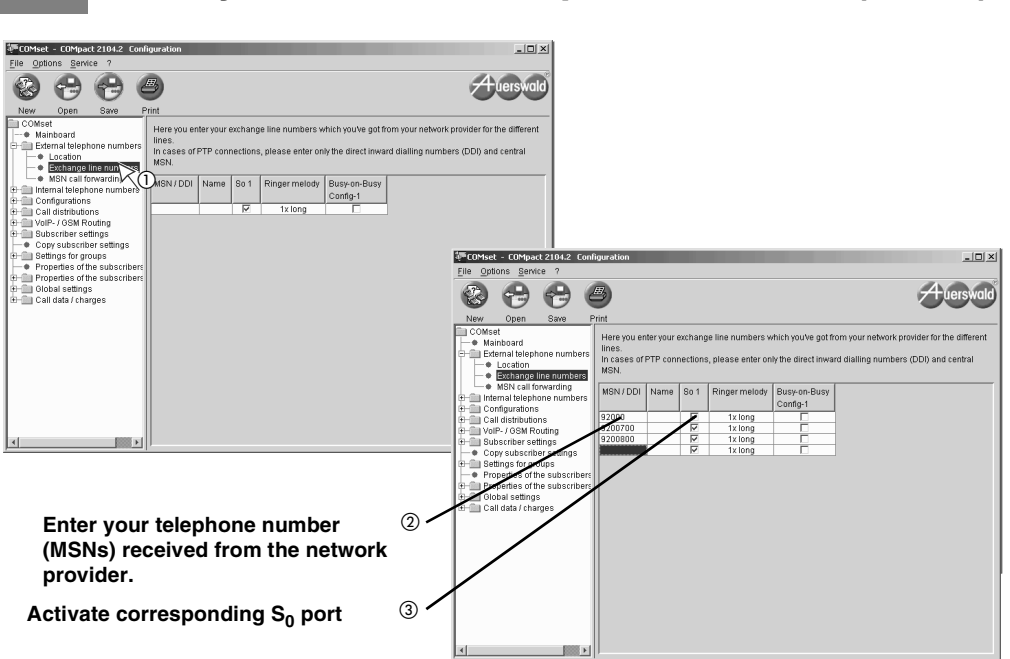 COMset - COMpact 2104.2 Configuration
File Options Service ?
New Open Save Print
Auerswald
COMset
Mainboard
External telephone numbers
Location
Exchange line numbers
MSN call forwarding
Internal telephone numbers
Configurations
Call distributions
VoIP- / GSM Routing
Subscriber settings
Copy subscriber settings
Settings for groups
Properties of the subscribers
Properties of the subscribers
Global settings
Call data / charges
Here you enter your exchange line numbers which you've got from your network provider for the different
lines.
In cases of PTP connections, please enter only the direct inward dialling numbers (DDI) and central
MSN.
①
MSN / DDI Name So 1 Ringer melody Busy-on-Busy
Config-1
1x long
COMset - COMpact 2104.2 Configuration
File Options Service ?
New Open Save Print
Auerswald
COMset
Mainboard
External telephone numbers
Location
Exchange line numbers
MSN call forwarding
Internal telephone numbers
Configurations
Call distributions
VoIP- / GSM Routing
Subscriber settings
Copy subscriber settings
Settings for groups
Properties of the subscribers
Properties of the subscribers
Global settings
Call data / charges
Here you enter your exchange line numbers which you've got from your network provider for the different
lines.
In cases of PTP connections, please enter only the direct inward dialling numbers (DDI) and central
MSN.
MSN / DDI Name So 1 Ringer melody Busy-on-Busy
Config-1
92000 1x long
9200700 1x long
9200800 1x long
1x long
Enter your telephone number ②
(MSNs) received from the network
provider.
Activate corresponding S0 port ③